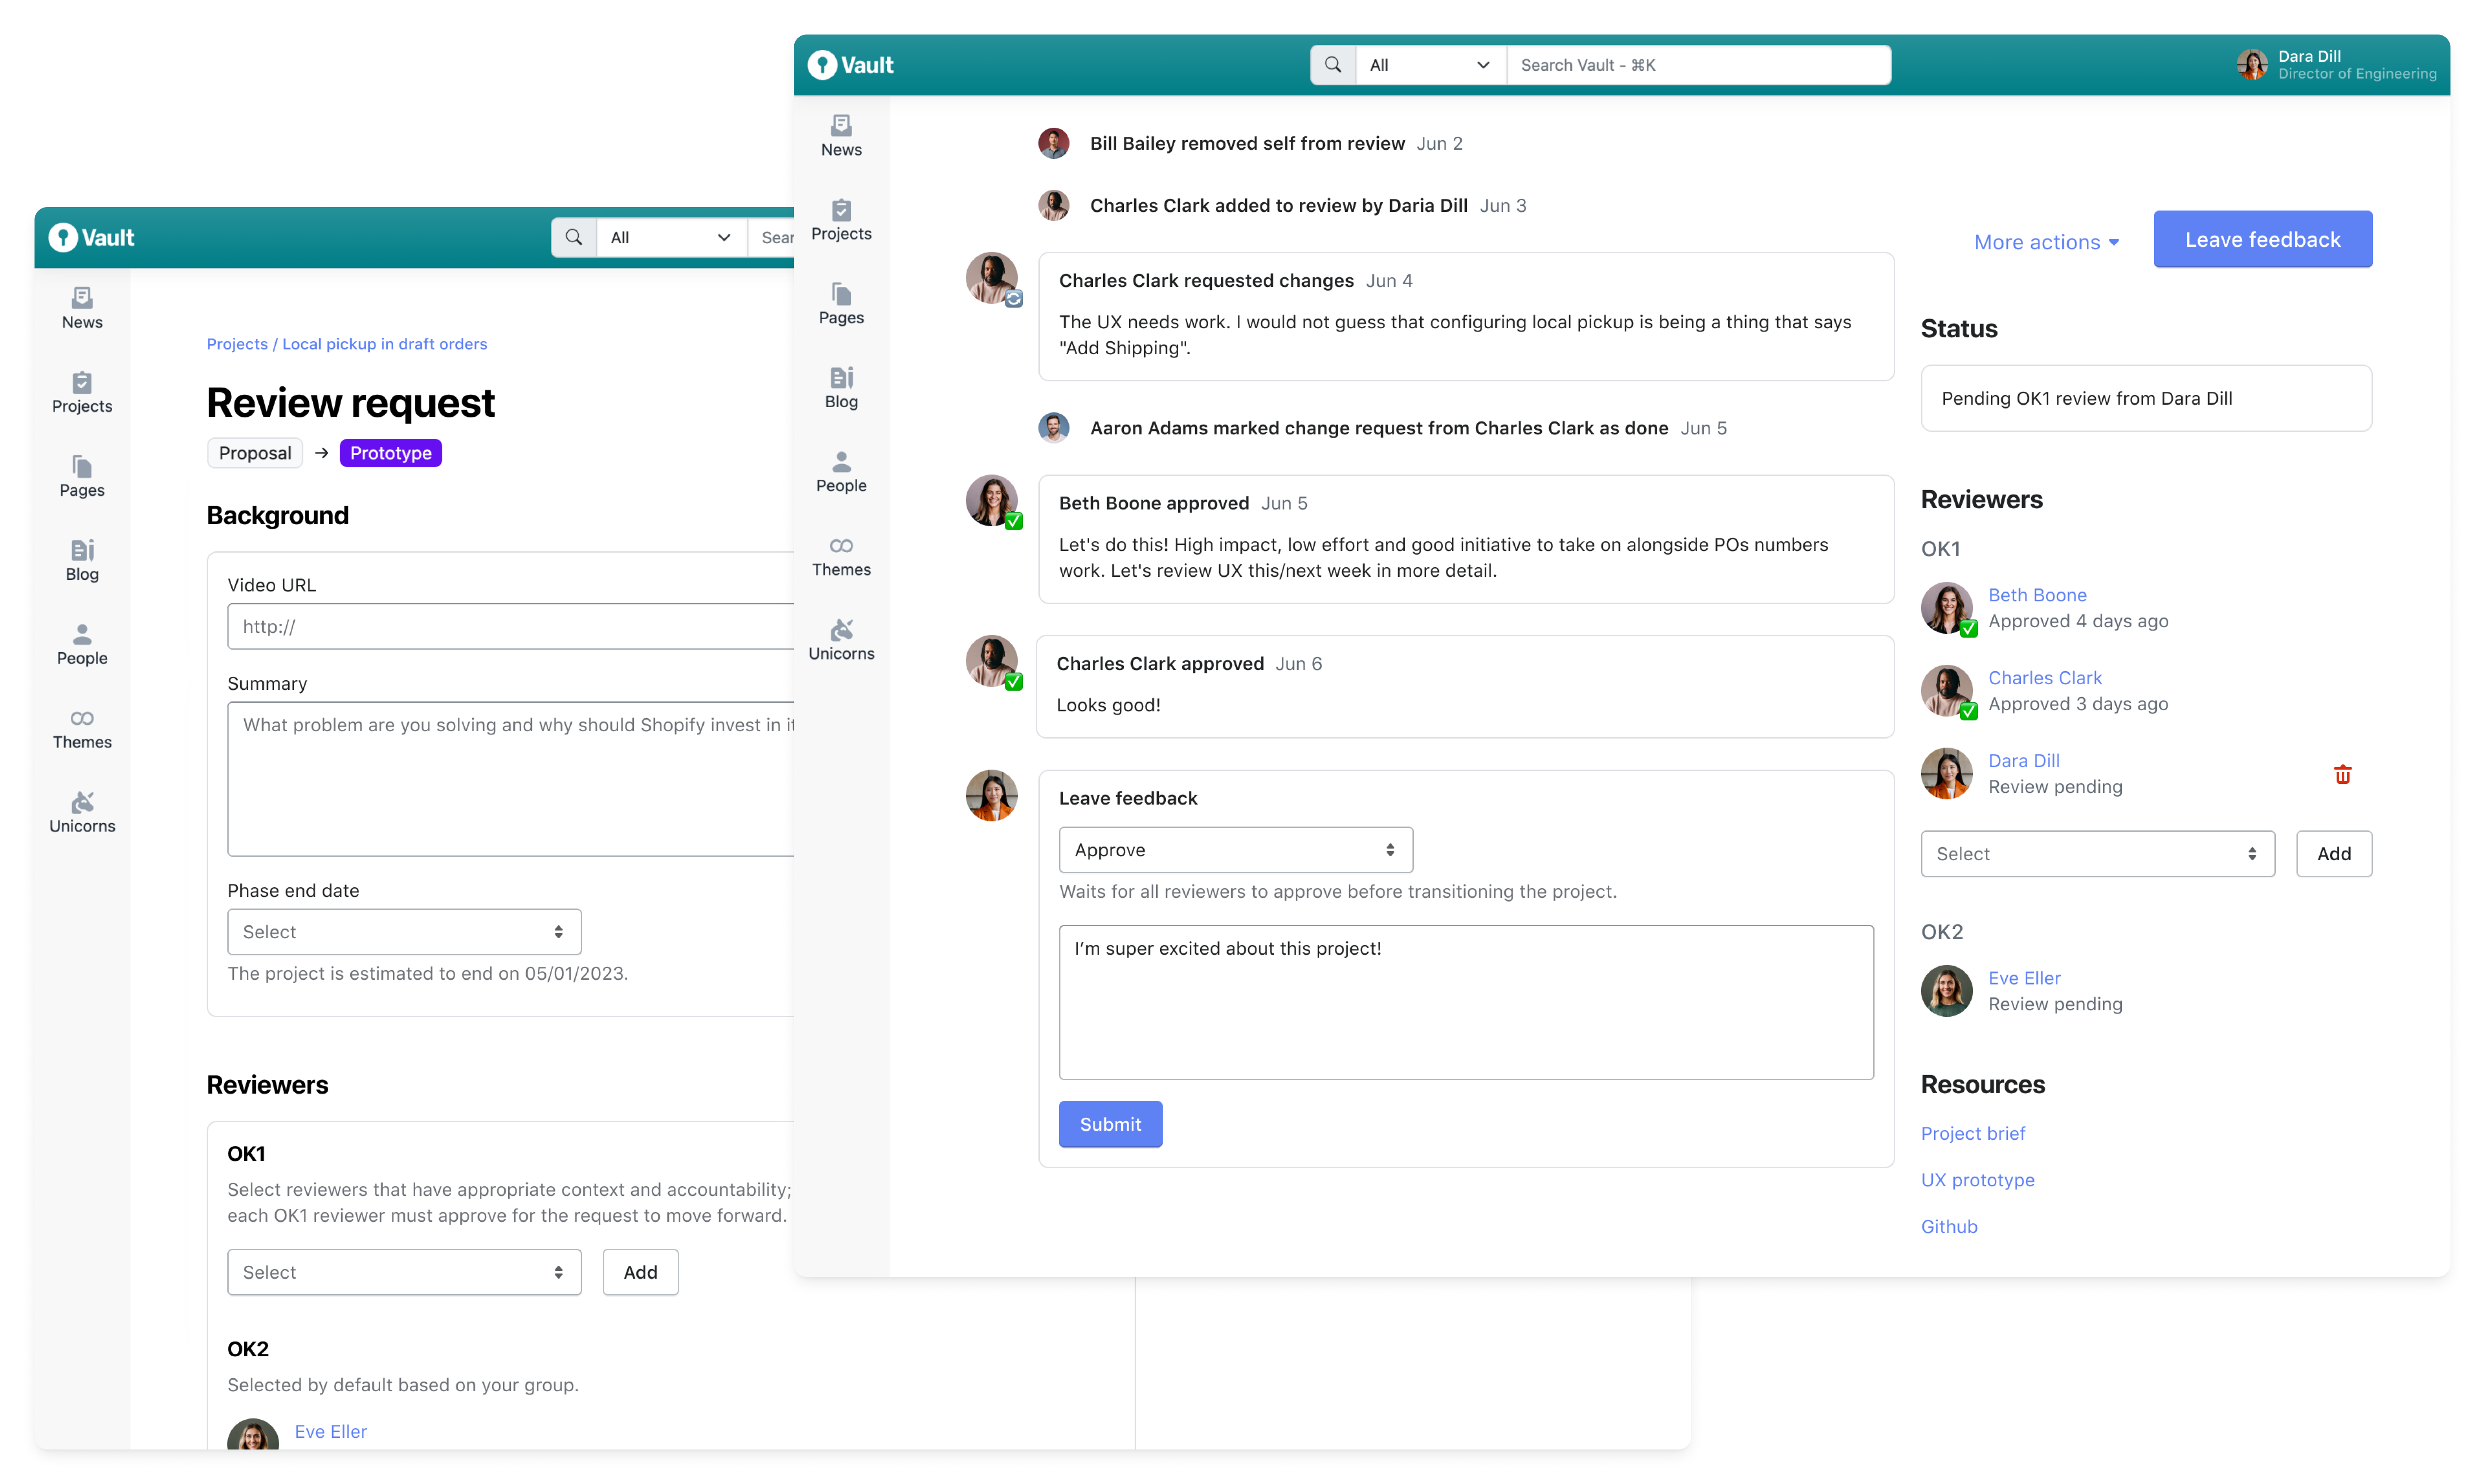 Vault
All
Sear
News
Projects
Pages
Blog
People
Themes
Unicorns
Projects / Local pickup in draft orders
Review request
Proposal → Prototype
Background
Video URL
http://
Summary
What problem are you solving and why should Shopify invest in it
Phase end date
Select
The project is estimated to end on 05/01/2023.
Reviewers
OK1
Select reviewers that have appropriate context and accountability;
each OK1 reviewer must approve for the request to move forward.
Select
Add
OK2
Selected by default based on your group.
Eve Eller
Vault
All
Search Vault - ⌘K
Dara Dill
Director of Engineering
News
Projects
Pages
Blog
People
Themes
Unicorns
Bill Bailey removed self from review Jun 2
Charles Clark added to review by Daria Dill Jun 3
Charles Clark requested changes Jun 4
The UX needs work. I would not guess that configuring local pickup is being a thing that says
"Add Shipping".
Aaron Adams marked change request from Charles Clark as done Jun 5
Beth Boone approved Jun 5
Let's do this! High impact, low effort and good initiative to take on alongside POs numbers
work. Let's review UX this/next week in more detail.
Charles Clark approved Jun 6
Looks good!
Leave feedback
Approve
Waits for all reviewers to approve before transitioning the project.
I’m super excited about this project!
Submit
More actions
Leave feedback
Status
Pending OK1 review from Dara Dill
Reviewers
OK1
Beth Boone
Approved 4 days ago
Charles Clark
Approved 3 days ago
Dara Dill
Review pending
Select
Add
OK2
Eve Eller
Review pending
Resources
Project brief
UX prototype
Github